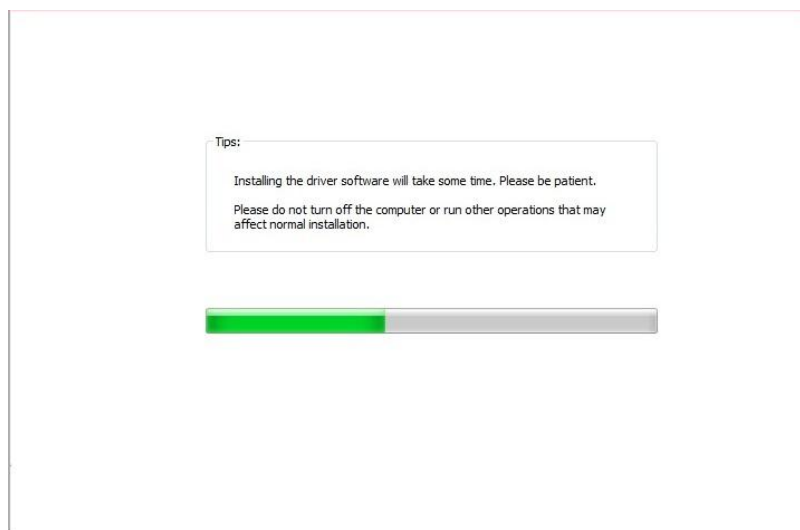 Tips:
Installing the driver software will take some time. Please be patient.
Please do not turn off the computer or run other operations that may
affect normal installation.